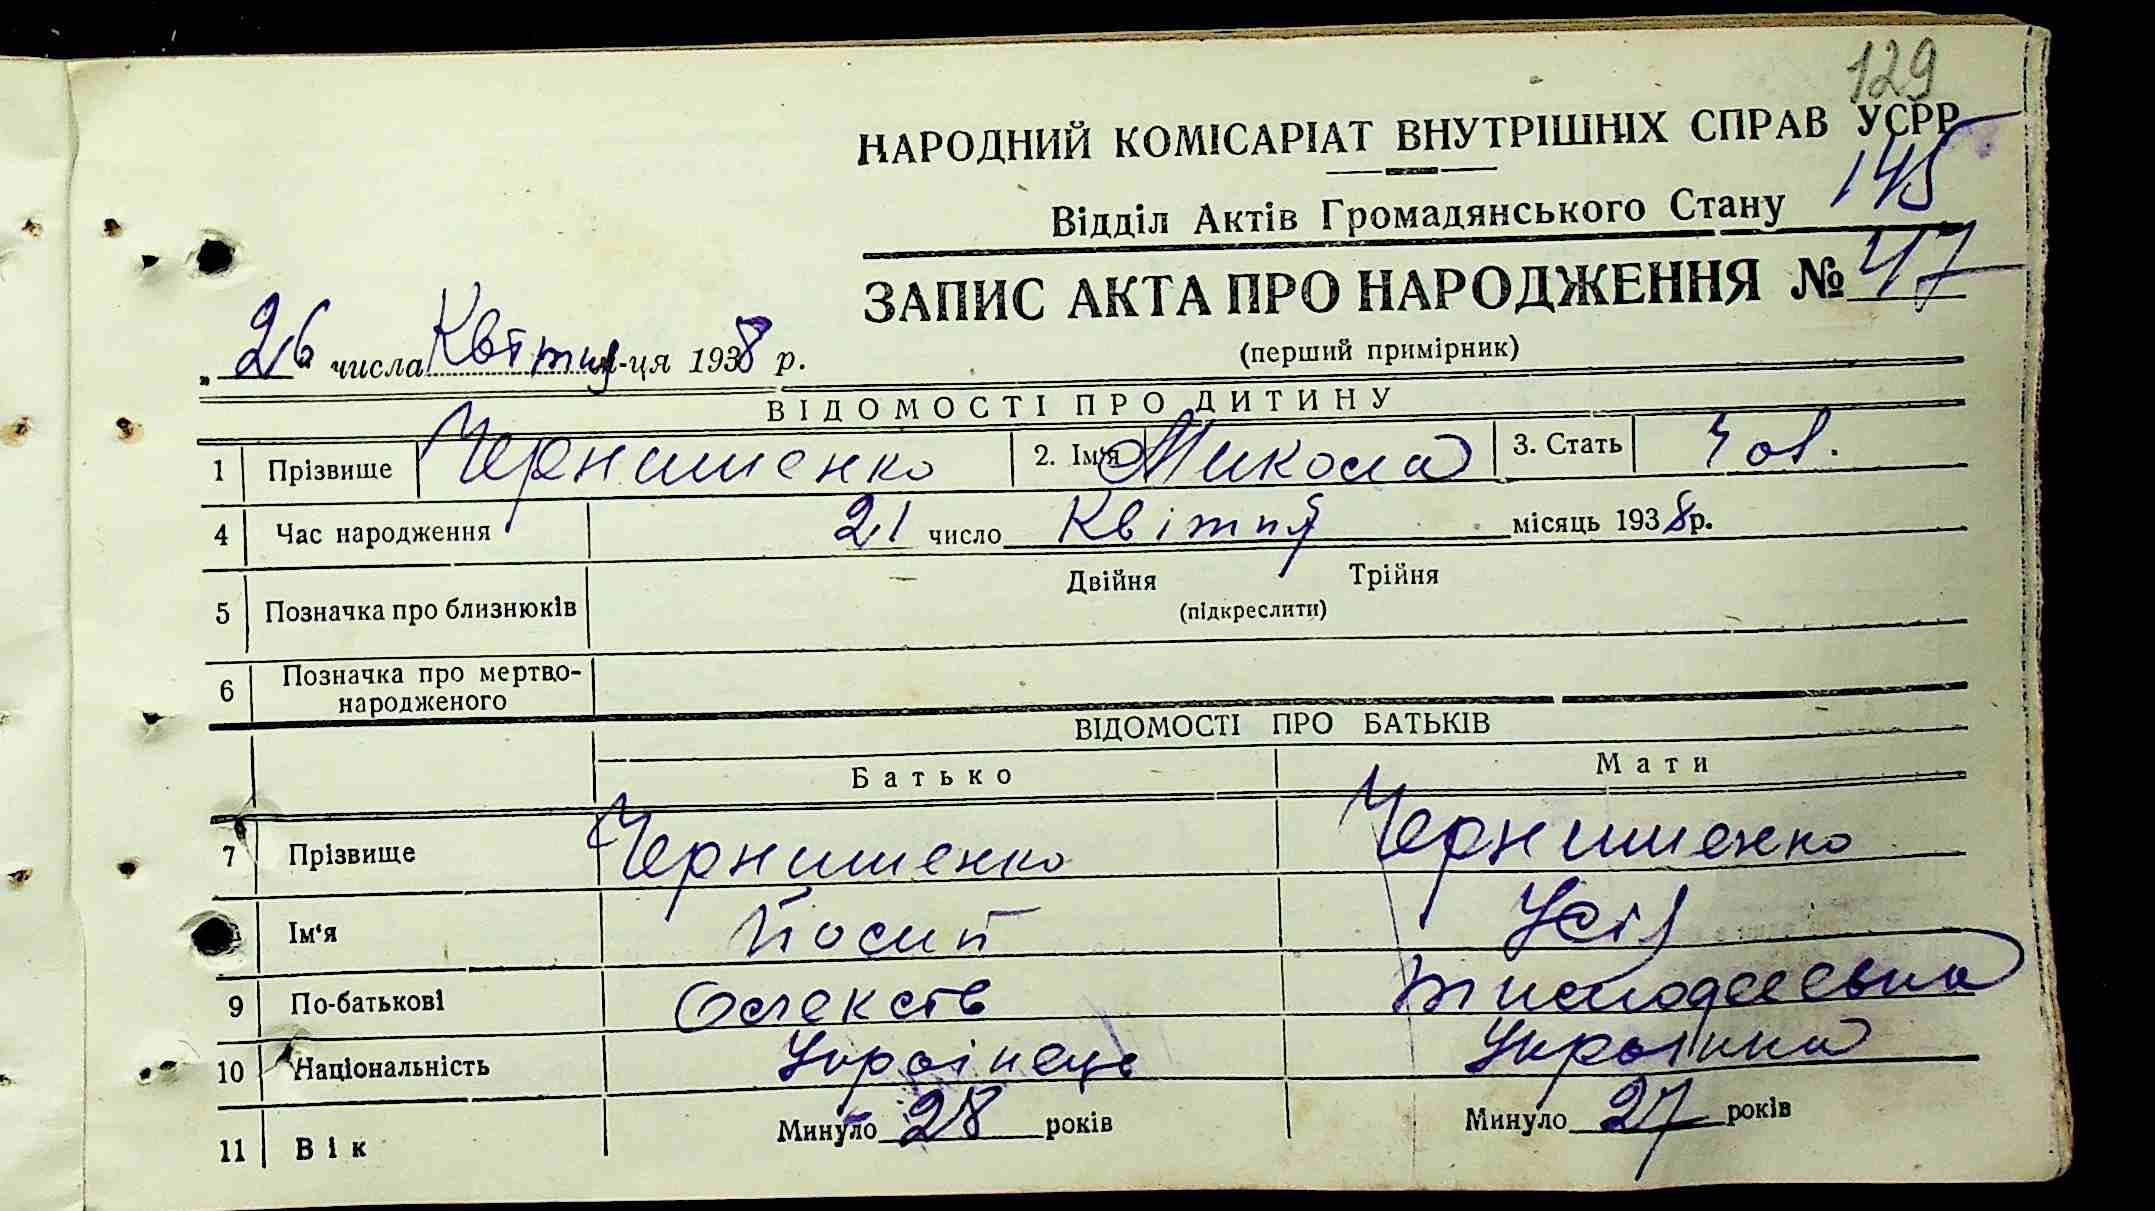 129
НАРОДНИЙ КОМІСАРІАТ ВНУТРІШНІХ СПРАВ УСРР
145
Відділ Актів Громадянського Стану
ЗАПИС АКТА ПРО НАРОДЖЕННЯ № 47
(перший примірник)
„26“ числа Квітня м-ця 1938 р.
ВІДОМОСТІ ПРО ДИТИНУ
1 Прізвище Чернишенко 2. Ім'я Микола 3. Стать Чол.
4 Час народження 21 число Квітня місяць 1938 р.
5 Позначка про близнюків Двійня Трійня
(підкреслити)
6 Позначка про мертво-
народженого
ВІДОМОСТІ ПРО БАТЬКІВ
Батько Мати
7 Прізвище Чернишенко Чернишенко
Ім'я Йосип
9 По-батькові
10 Національність Українець Українка
11 Вік Минуло 28 років Минуло 27 років